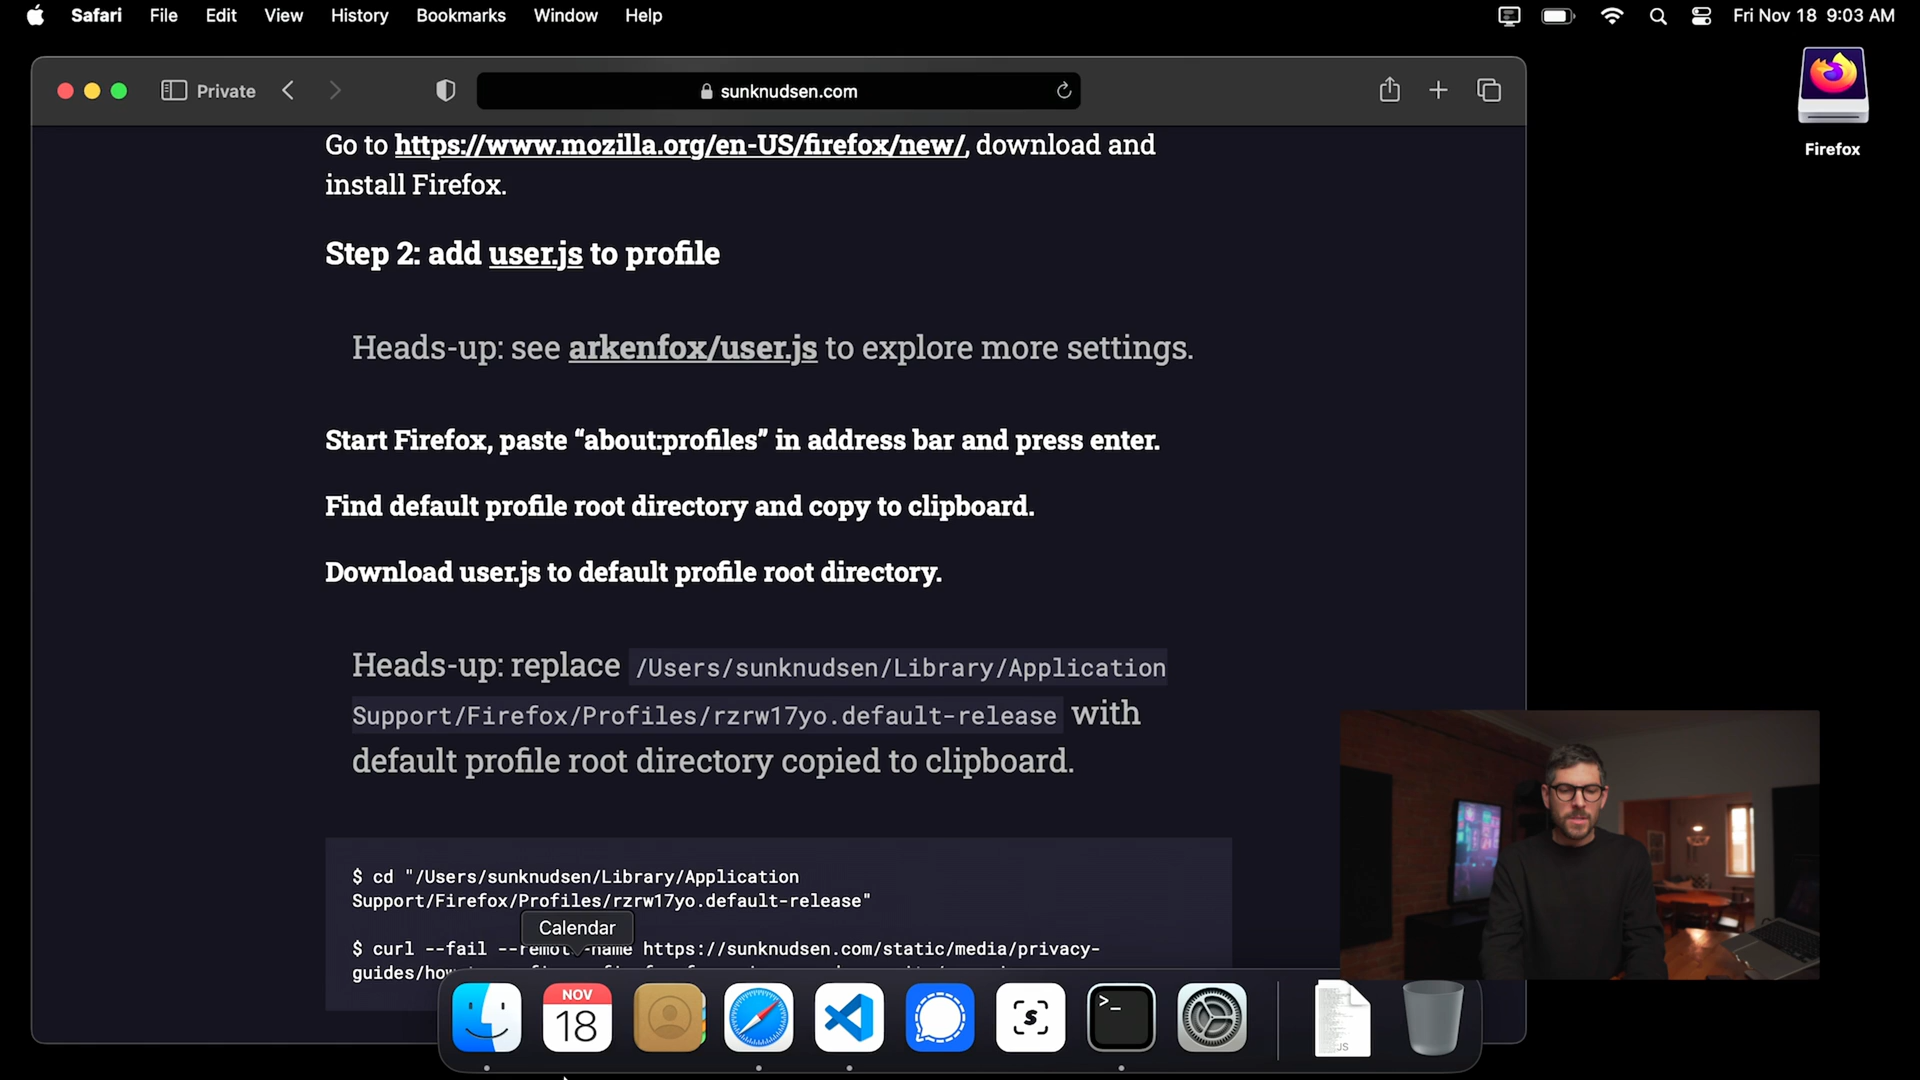 Safari File Edit View History Bookmarks Window Help Fri Nov 18 9:03 AM
Private sunknudsen.com
Firefox
Go to https://www.mozilla.org/en-US/firefox/new/, download and
install Firefox.
Step 2: add user.js to profile
Heads-up: see arkenfox/user.js to explore more settings.
Start Firefox, paste “about:profiles” in address bar and press enter.
Find default profile root directory and copy to clipboard.
Download user.js to default profile root directory.
Heads-up: replace /Users/sunknudsen/Library/Application
Support/Firefox/Profiles/rzrw17yo.default-release with
default profile root directory copied to clipboard.
$ cd "/Users/sunknudsen/Library/Application
Support/Firefox/Profiles/rzrw17yo.default-release"
Calendar
$ curl --fail --remote-name https://sunknudsen.com/static/media/privacy-
NOV
18
>_
S
JS